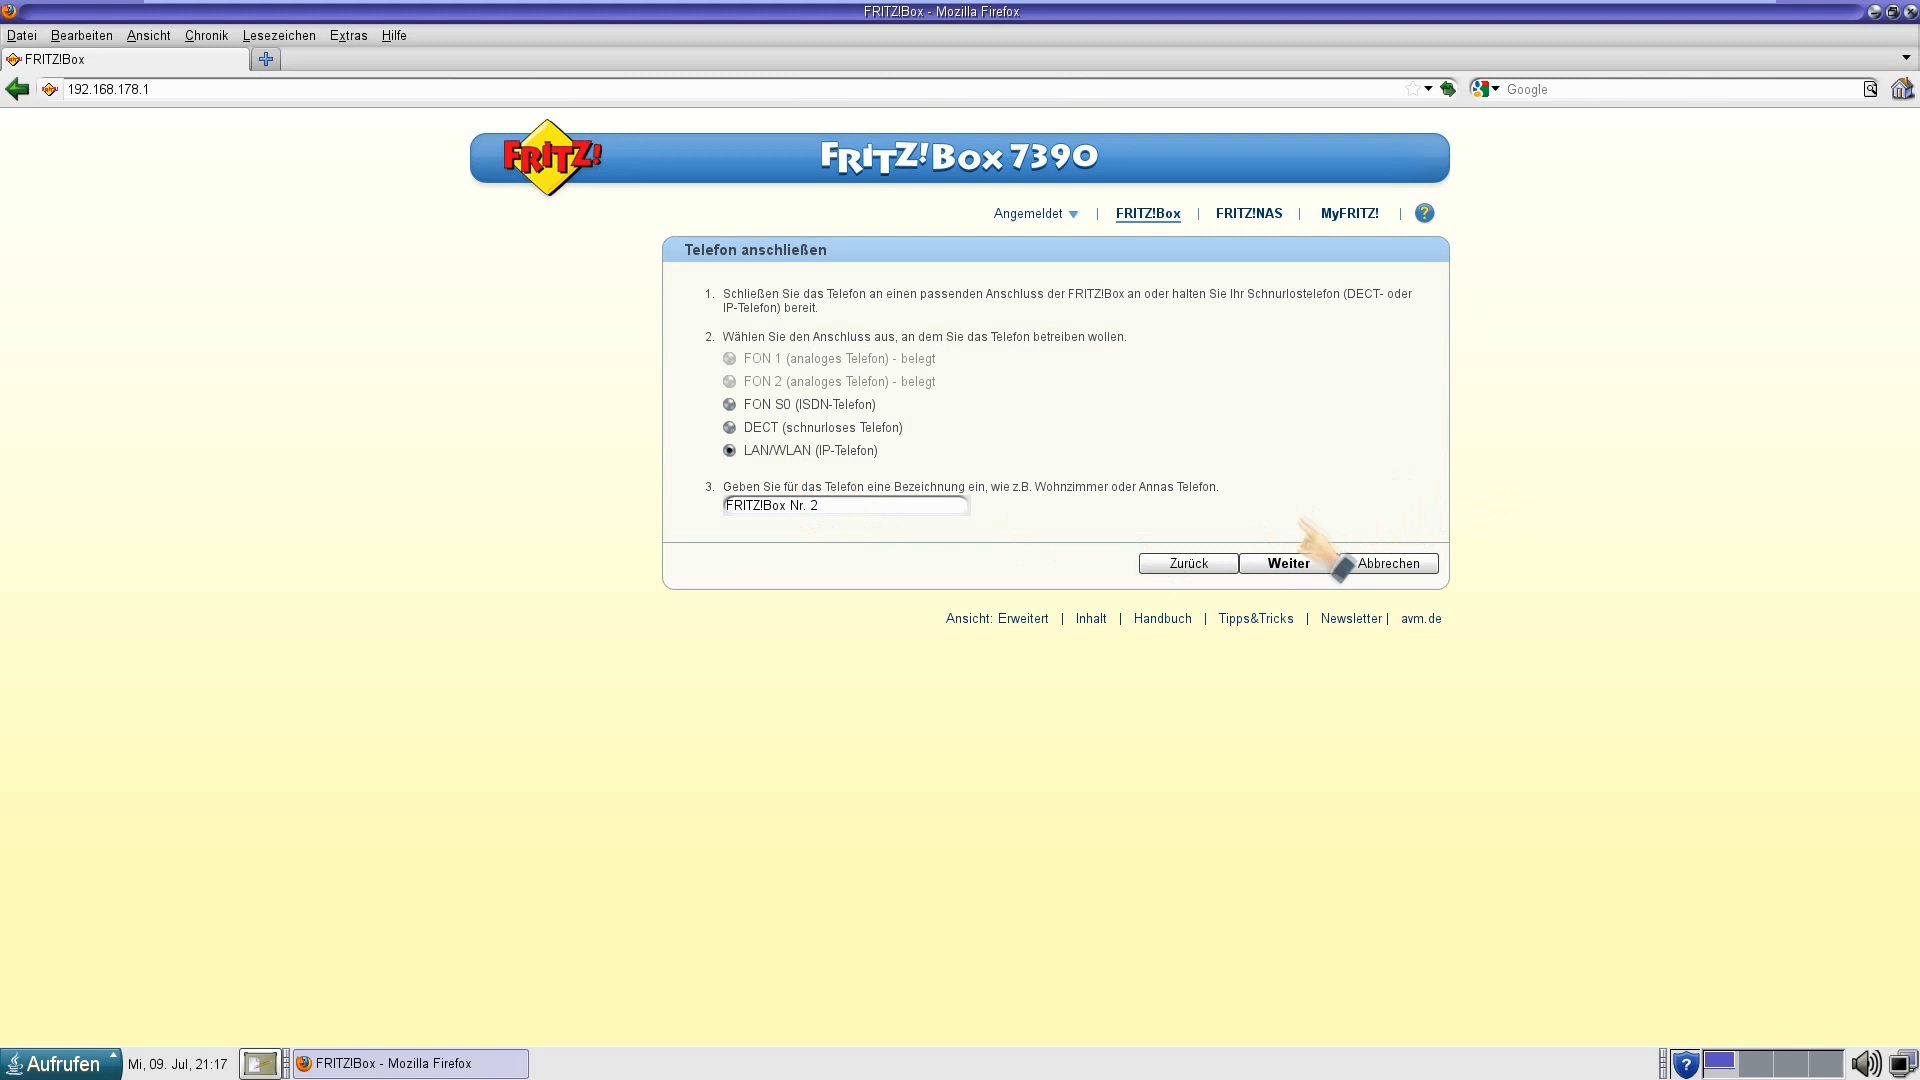 FRITZ!Box - Mozilla Firefox
Datei Bearbeiten Ansicht Chronik Lesezeichen Extras Hilfe
FRITZ!Box
192.168.178.1
Google
FRITZ!
FRITZ!Box 7390
Angemeldet | FRITZ!Box | FRITZ!NAS | MyFRITZ! | ?
Telefon anschließen
1. Schließen Sie das Telefon an einen passenden Anschluss der FRITZ!Box an oder halten Sie Ihr Schnurlostelefon (DECT- oder
IP-Telefon) bereit.
2. Wählen Sie den Anschluss aus, an dem Sie das Telefon betreiben wollen.
FON 1 (analoges Telefon) - belegt
FON 2 (analoges Telefon) - belegt
FON S0 (ISDN-Telefon)
DECT (schnurloses Telefon)
LAN/WLAN (IP-Telefon)
3. Geben Sie für das Telefon eine Bezeichnung ein, wie z.B. Wohnzimmer oder Annas Telefon.
FRITZ!Box Nr. 2
Zurück Weiter Abbrechen
Ansicht: Erweitert | Inhalt | Handbuch | Tipps&Tricks | Newsletter | avm.de
Aufrufen Mi, 09. Jul, 21:17 FRITZ!Box - Mozilla Firefox ?